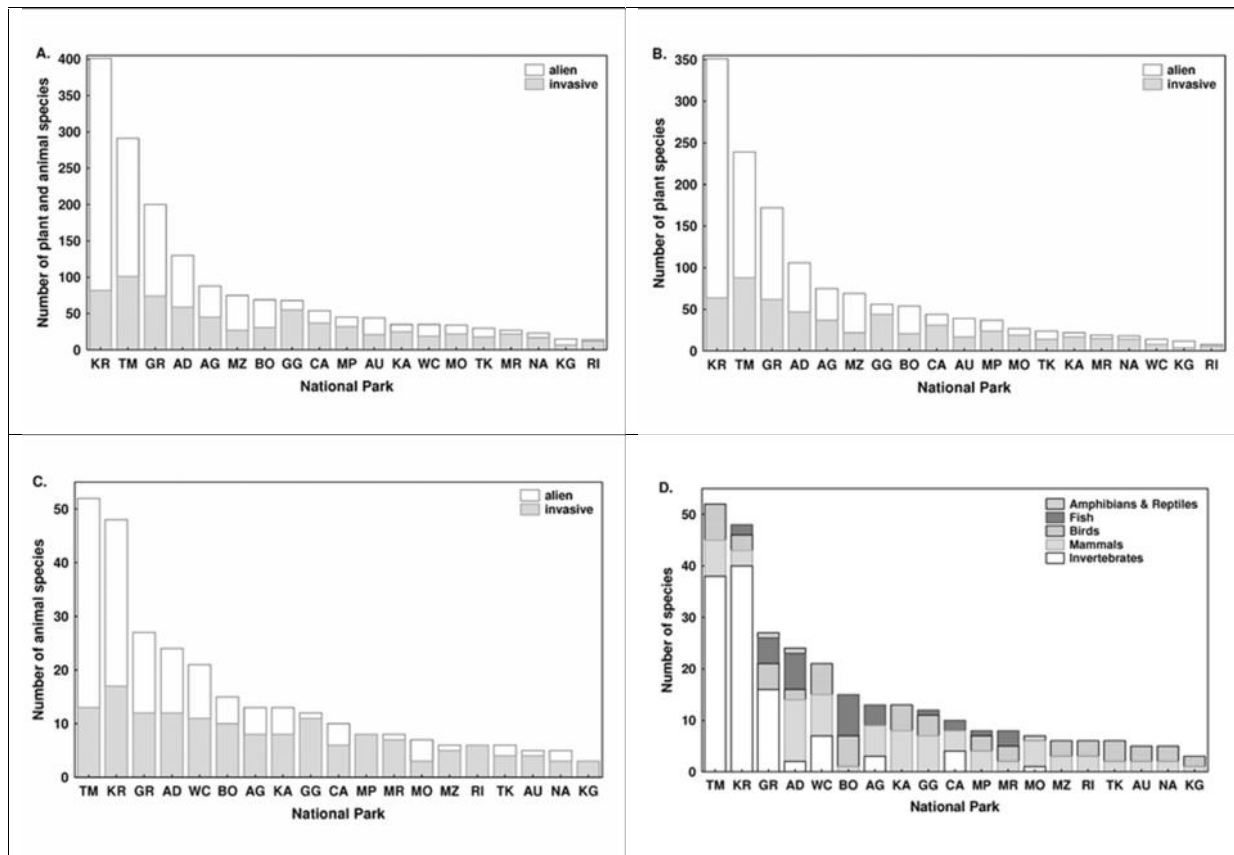 A.
alien
invasive
Number of plant and animal species
400
350
300
250
200
150
100
50
0
KR TM GR AD AG MZ BO GG CA MP AU KA WC MO TK MR NA KG RI
National Park
B.
alien
invasive
Number of plant species
350
300
250
200
150
100
50
0
KR TM GR AD AG MZ GG BO CA AU MP MO TK KA MR NA WC KG RI
National Park
C.
alien
invasive
Number of animal species
50
40
30
20
10
0
TM KR GR AD WC BO AG KA GG CA MP MR MO MZ RI TK AU NA KG
National Park
D.
Amphibians & Reptiles
Fish
Birds
Mammals
Invertebrates
Number of species
50
40
30
20
10
0
TM KR GR AD WC BO AG KA GG CA MP MR MO MZ RI TK AU NA KG
National Park